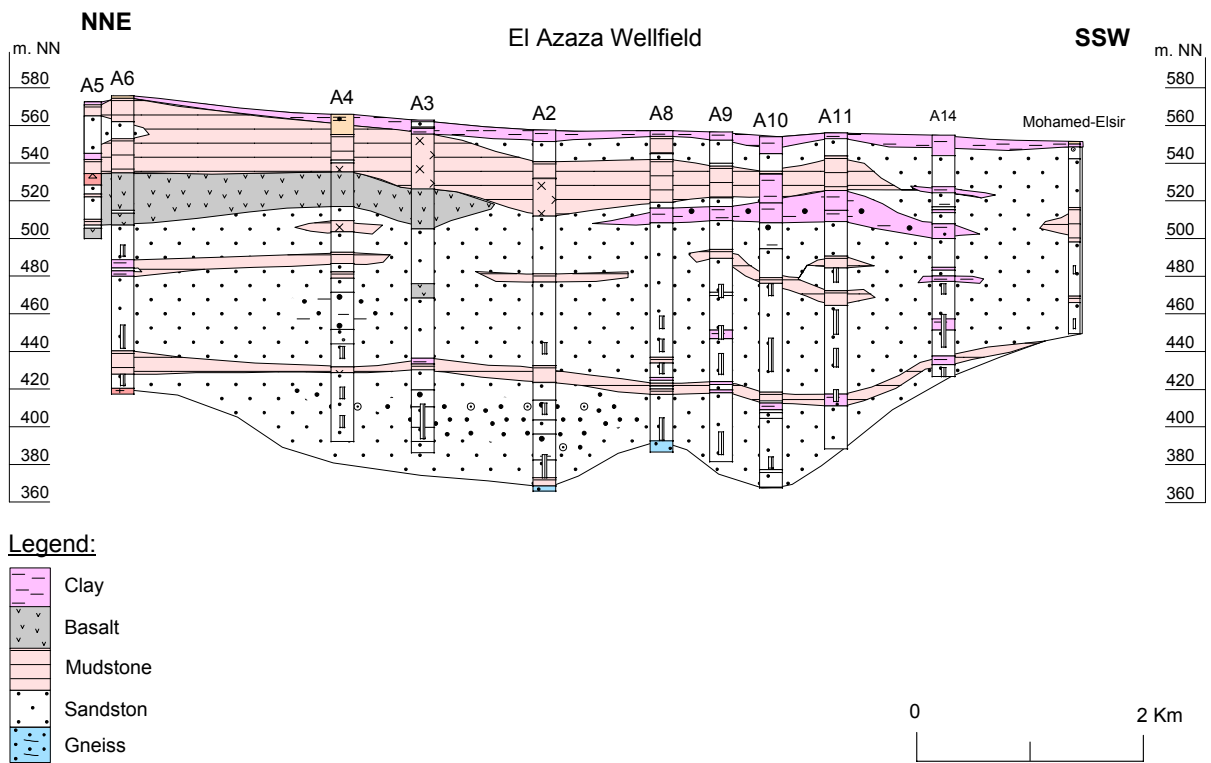 NNE
El Azaza Wellfield
SSW
m. NN
m. NN
580
560
540
520
500
480
460
440
420
400
380
360
A5
A6
A4
A3
A2
A8
A9
A10
A11
A14
Mohamed-Elsir
580
560
540
520
500
480
460
440
420
400
380
360
Legend:
Clay
Basalt
Mudstone
Sandston
Gneiss
0
2 Km